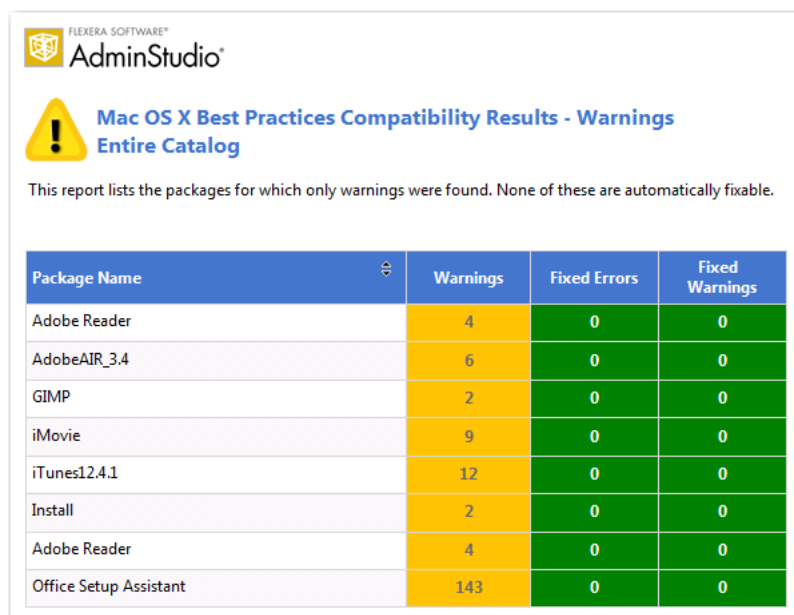 FLEXERA SOFTWARE®
AdminStudio®
Mac OS X Best Practices Compatibility Results - Warnings
Entire Catalog
This report lists the packages for which only warnings were found. None of these are automatically fixable.
Package Name Warnings Fixed Errors Fixed Warnings
Adobe Reader 4 0 0
AdobeAIR_3.4 6 0 0
GIMP 2 0 0
iMovie 9 0 0
iTunes12.4.1 12 0 0
Install 2 0 0
Adobe Reader 4 0 0
Office Setup Assistant 143 0 0